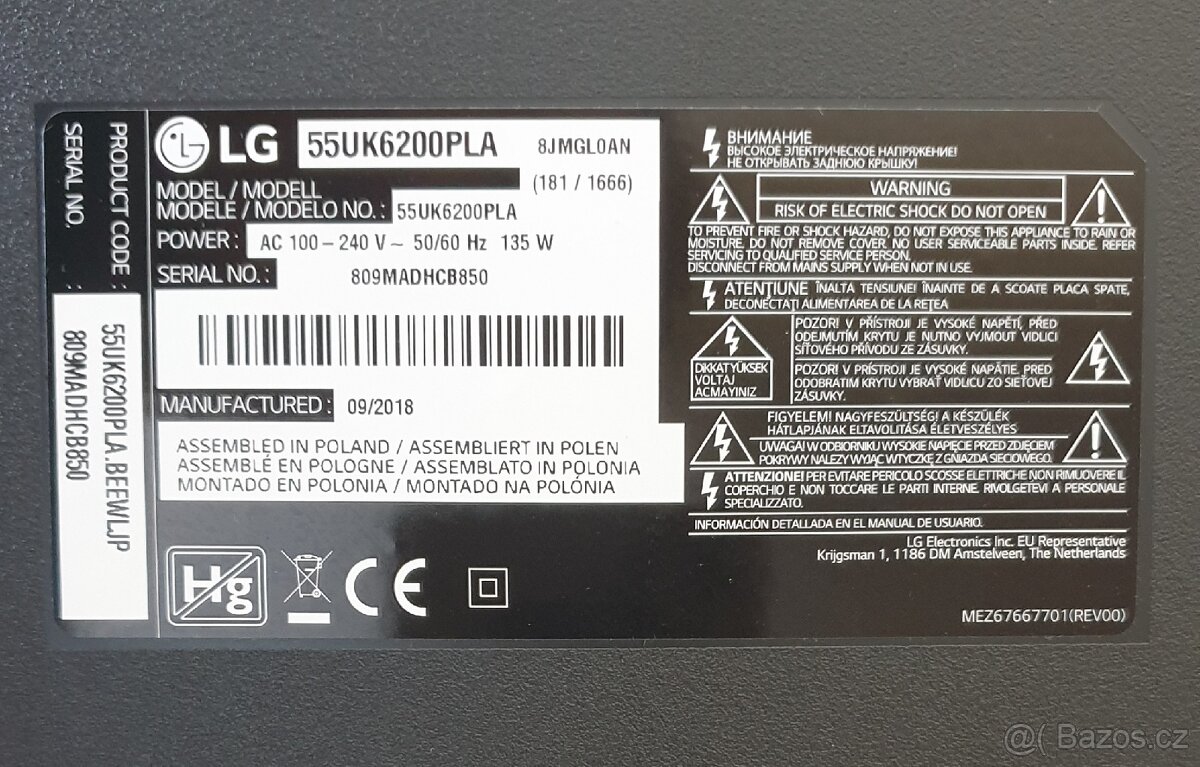 PRODUCT CODE : 55UK6200PLA.BEEWLJP
SERIAL NO. : 809MADHCB850
LG 55UK6200PLA 8JMGL0AN
(181 / 1666)
MODEL / MODELL
MODÈLE / MODELO NO. : 55UK6200PLA
POWER : AC 100 – 240 V ~ 50/60 Hz 135 W
SERIAL NO. : 809MADHCB850
MANUFACTURED : 09/2018
ASSEMBLED IN POLAND / ASSEMBLIERT IN POLEN
ASSEMBLÉ EN POLOGNE / ASSEMBLATO IN POLONIA
MONTADO EN POLONIA / MONTADO NA POLÓNIA
Hg
CE
ВНИМАНИЕ
ВЫСОКОЕ ЭЛЕКТРИЧЕСКОЕ НАПРЯЖЕНИЕ!
НЕ ОТКРЫВАТЬ ЗАДНЮЮ КРЫШКУ!
WARNING
RISK OF ELECTRIC SHOCK DO NOT OPEN
TO PREVENT FIRE OR SHOCK HAZARD, DO NOT EXPOSE THIS APPLIANCE TO RAIN OR
MOISTURE. DO NOT REMOVE COVER. NO USER SERVICEABLE PARTS INSIDE. REFER
SERVICING TO QUALIFIED SERVICE PERSON.
DISCONNECT FROM MAINS SUPPLY WHEN NOT IN USE.
ATENȚIUNE ÎNALTA TENSIUNE! ÎNAINTE DE A SCOATE PLACA SPATE,
DECONECTAȚI ALIMENTAREA DE LA REȚEA
DIKKAT YÜKSEK
VOLTAJ
AÇMAYINIZ
POZOR! V PŘÍSTROJI JE VYSOKÉ NAPĚTÍ, PŘED
ODEJMUTÍM KRYTU JE NUTNO VYJMOUT VIDLICI
SÍŤOVÉHO PŘÍVODU ZE ZÁSUVKY.
POZOR! V PRÍSTROJI JE VYSOKÉ NAPÄTIE. PRED
ODOBRATIM KRYTU VYBRAŤ VIDLICU ZO SIEŤOVEJ
ZÁSUVKY.
FIGYELEM! NAGYFESZÜLTSÉG! A KÉSZÜLÉK
HÁTLAPJÁNAK ELTAVOLÍTÁSA ÉLETVESZÉLYES
UWAGA! W ODBIORNIKU WYSOKIE NAPIĘCIE PRZED ZDJĘCIEM
POKRYWY NALEŻY WYJĄĆ WTYCZKĘ Z GNIAZDA SIECIOWEGO.
ATTENZIONE! PER EVITARE PERICOLO SCOSSE ELETTRICHE NON RIMUOVERE IL
COPERCHIO E NON TOCCARE LE PARTI INTERNE. RIVOLGETEVI A PERSONALE
SPECIALIZZATO.
INFORMACIÓN DETALLADA EN EL MANUAL DE USUARIO.
LG Electronics Inc. EU Representative
Krijgsman 1, 1186 DM Amstelveen, The Netherlands
MEZ67667701(REV00)
@( Bazos.cz